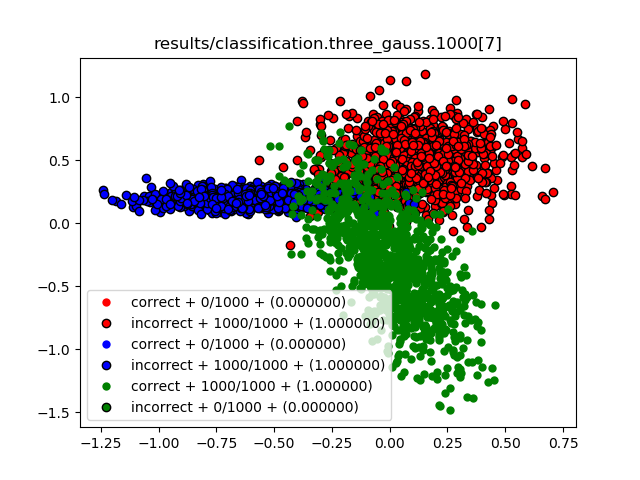 results/classification.three_gauss.1000[7]
1.0
0.5
0.0
−0.5
−1.0
−1.5
correct + 0/1000 + (0.000000)
incorrect + 1000/1000 + (1.000000)
correct + 0/1000 + (0.000000)
incorrect + 1000/1000 + (1.000000)
correct + 1000/1000 + (1.000000)
incorrect + 0/1000 + (0.000000)
−1.25 −1.00 −0.75 −0.50 −0.25 0.00 0.25 0.50 0.75